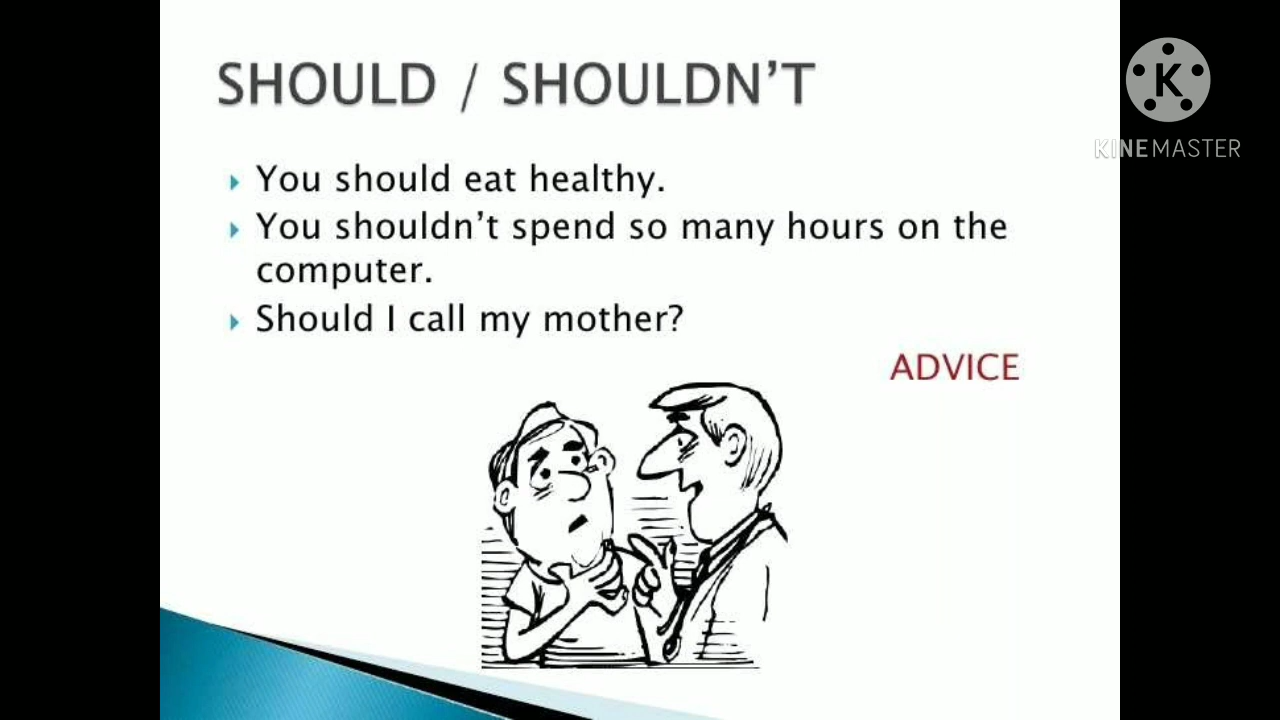 SHOULD / SHOULDN'T
K
KINEMASTER
You should eat healthy.
You shouldn't spend so many hours on the
computer.
Should I call my mother?
ADVICE